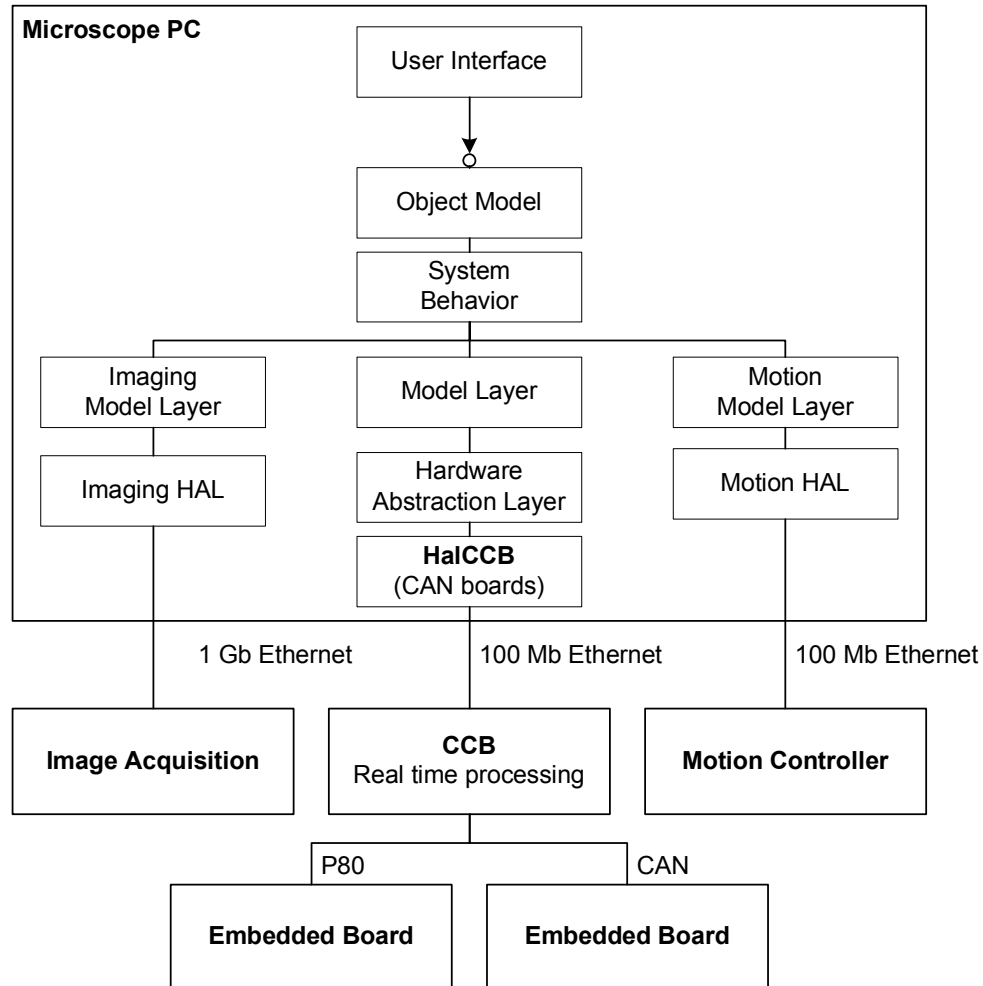 Microscope PC
User Interface
Object Model
System
Behavior
Imaging
Model Layer
Model Layer
Motion
Model Layer
Imaging HAL
Hardware
Abstraction Layer
Motion HAL
HalCCB
(CAN boards)
1 Gb Ethernet
100 Mb Ethernet
100 Mb Ethernet
Image Acquisition
CCB
Real time processing
Motion Controller
P80
CAN
Embedded Board
Embedded Board